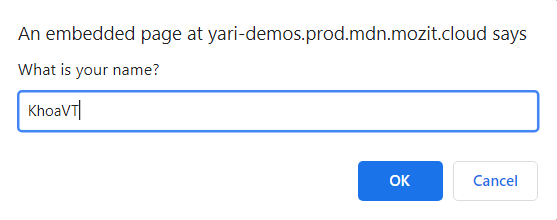 An embedded page at yari-demos.prod.mdn.mozit.cloud says
What is your name?
KhoaVT
OK Cancel